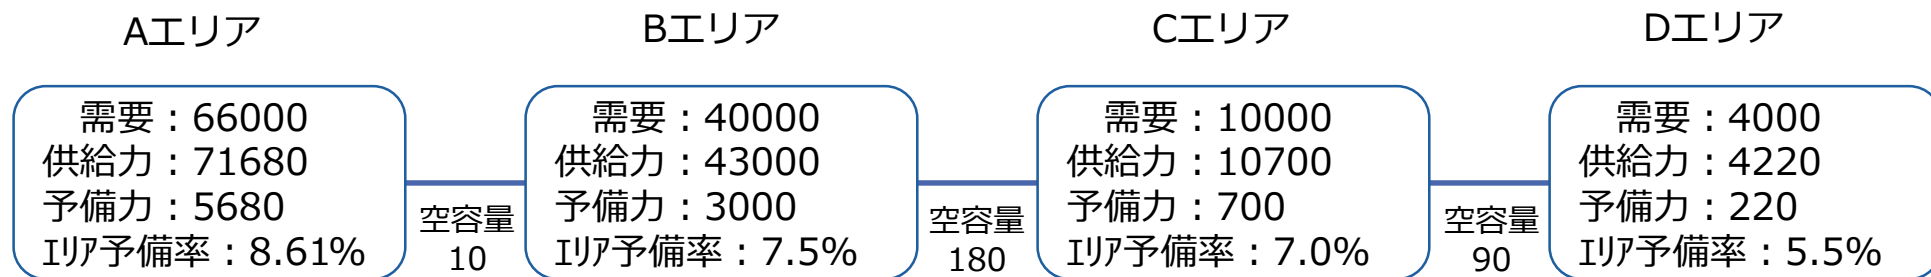 Aエリア
Bエリア
Cエリア
Dエリア
需要：66000
供給力：71680
予備力：5680
ｴﾘｱ予備率：8.61%
空容量
10
需要：40000
供給力：43000
予備力：3000
ｴﾘｱ予備率：7.5%
空容量
180
需要：10000
供給力：10700
予備力：700
ｴﾘｱ予備率：7.0%
空容量
90
需要：4000
供給力：4220
予備力：220
ｴﾘｱ予備率：5.5%